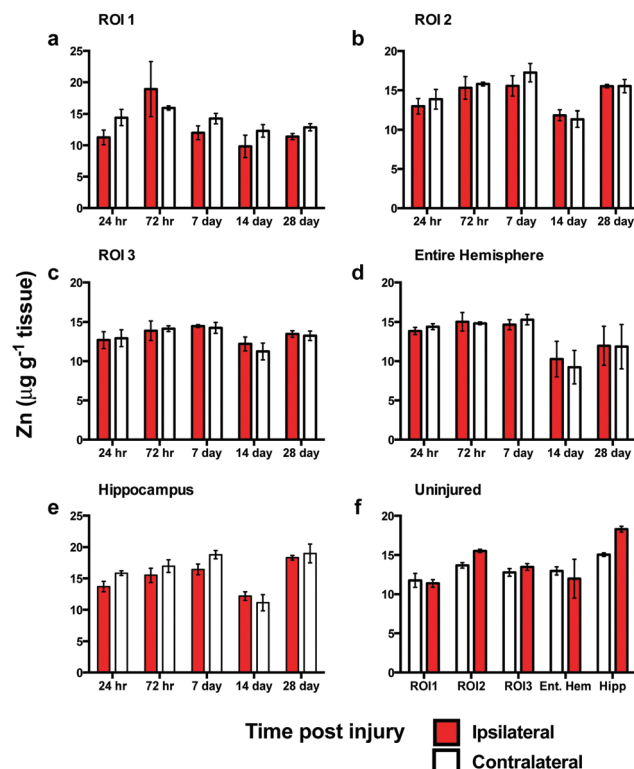 ROI 1
ROI 2
a
b
25
20
15
10
5
0
24 hr 72 hr 7 day 14 day 28 day
20
15
10
5
0
24 hr 72 hr 7 day 14 day 28 day
ROI 3
Entire Hemisphere
c
d
20
15
10
5
0
24 hr 72 hr 7 day 14 day 28 day
20
15
10
5
0
24 hr 72 hr 7 day 14 day 28 day
Zn (µg g-1 tissue)
Hippocampus
Uninjured
e
f
25
20
15
10
5
0
24 hr 72 hr 7 day 14 day 28 day
20
15
10
5
0
ROI1 ROI2 ROI3 Ent. Hem Hipp
Time post injury
Ipsilateral
Contralateral